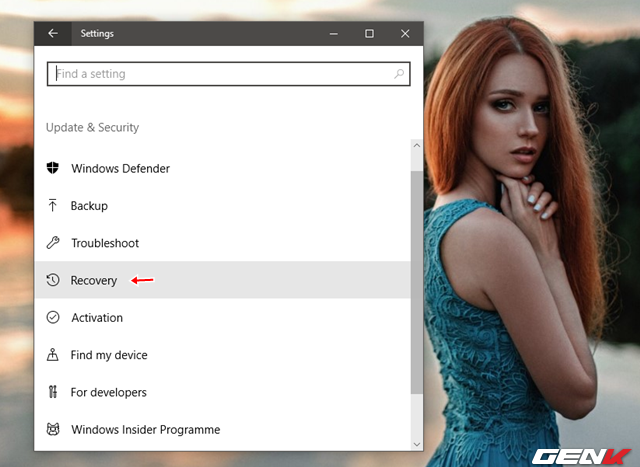 Settings
Find a setting
Update & Security
Windows Defender
Backup
Troubleshoot
Recovery
Activation
Find my device
For developers
Windows Insider Programme
GENK